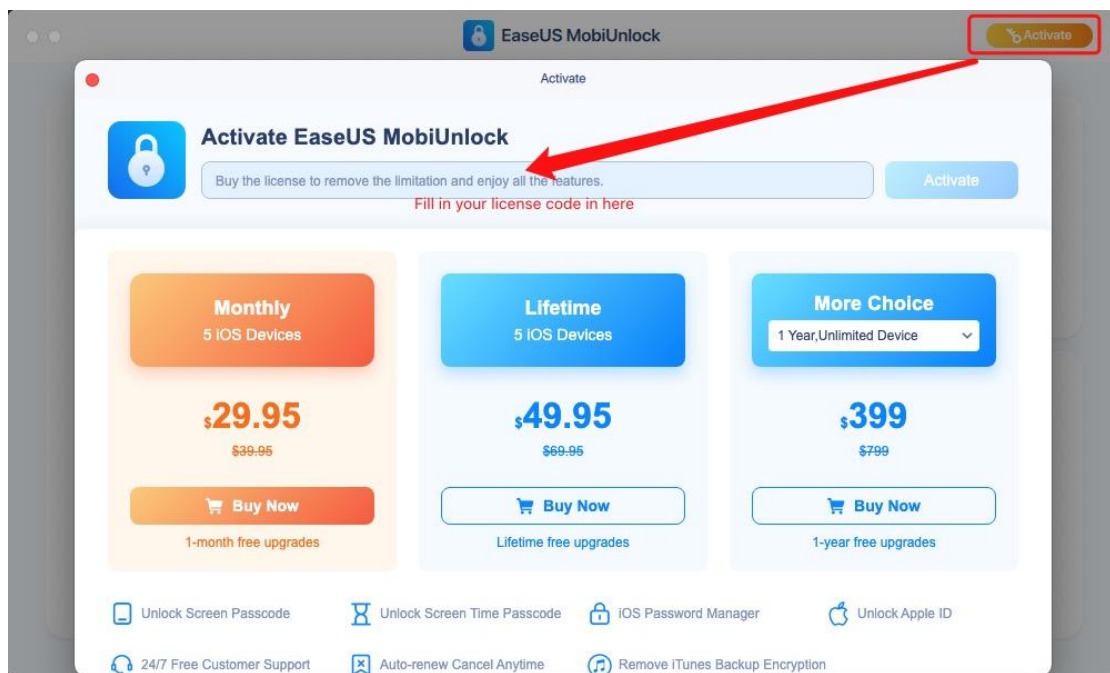 EaseUS MobiUnlock
Activate
Activate
Activate EaseUS MobiUnlock
Buy the license to remove the limitation and enjoy all the features.
Activate
Fill in your license code in here
Monthly
5 iOS Devices
Lifetime
5 iOS Devices
More Choice
1 Year,Unlimited Device
$29.95
$39.95
$49.95
$69.95
$399
$799
Buy Now
Buy Now
Buy Now
1-month free upgrades
Lifetime free upgrades
1-year free upgrades
Unlock Screen Passcode
Unlock Screen Time Passcode
iOS Password Manager
Unlock Apple ID
24/7 Free Customer Support
Auto-renew Cancel Anytime
Remove iTunes Backup Encryption